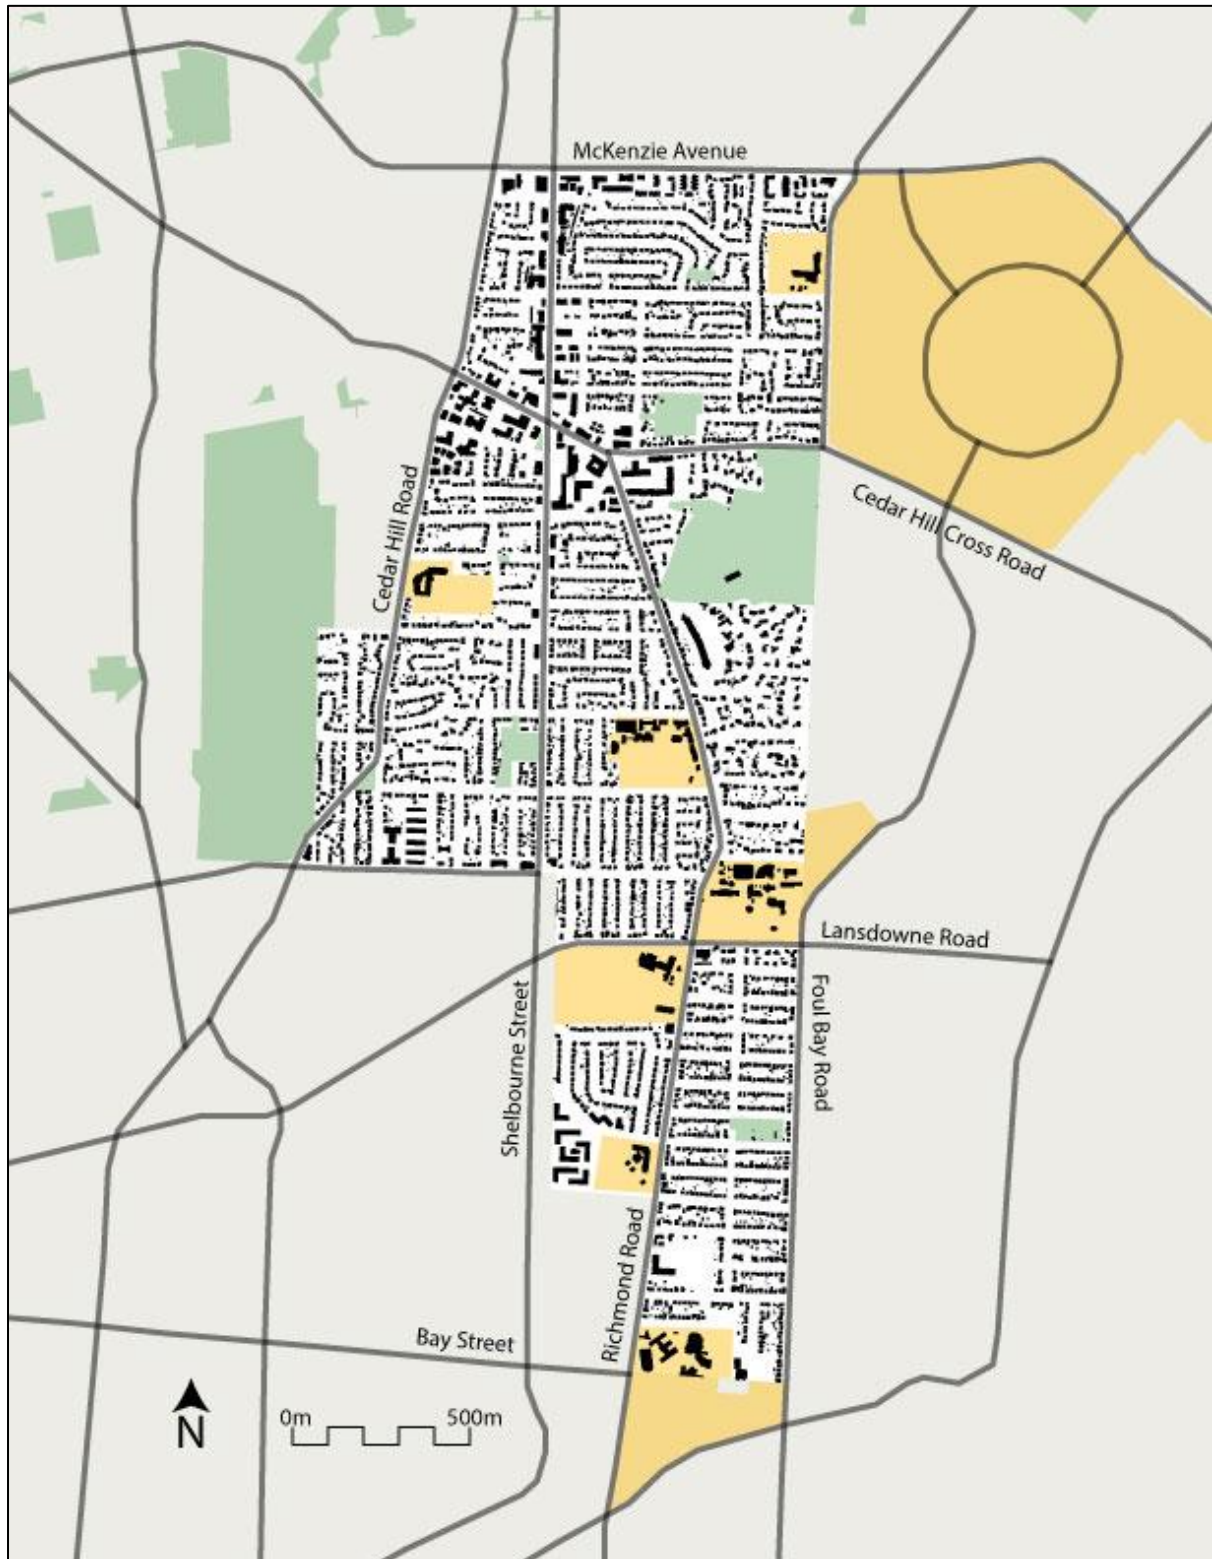 McKenzie Avenue
Cedar Hill Road
Cedar Hill Cross Road
Lansdowne Road
Shelbourne Street
Foul Bay Road
Richmond Road
Bay Street
N
0m 500m